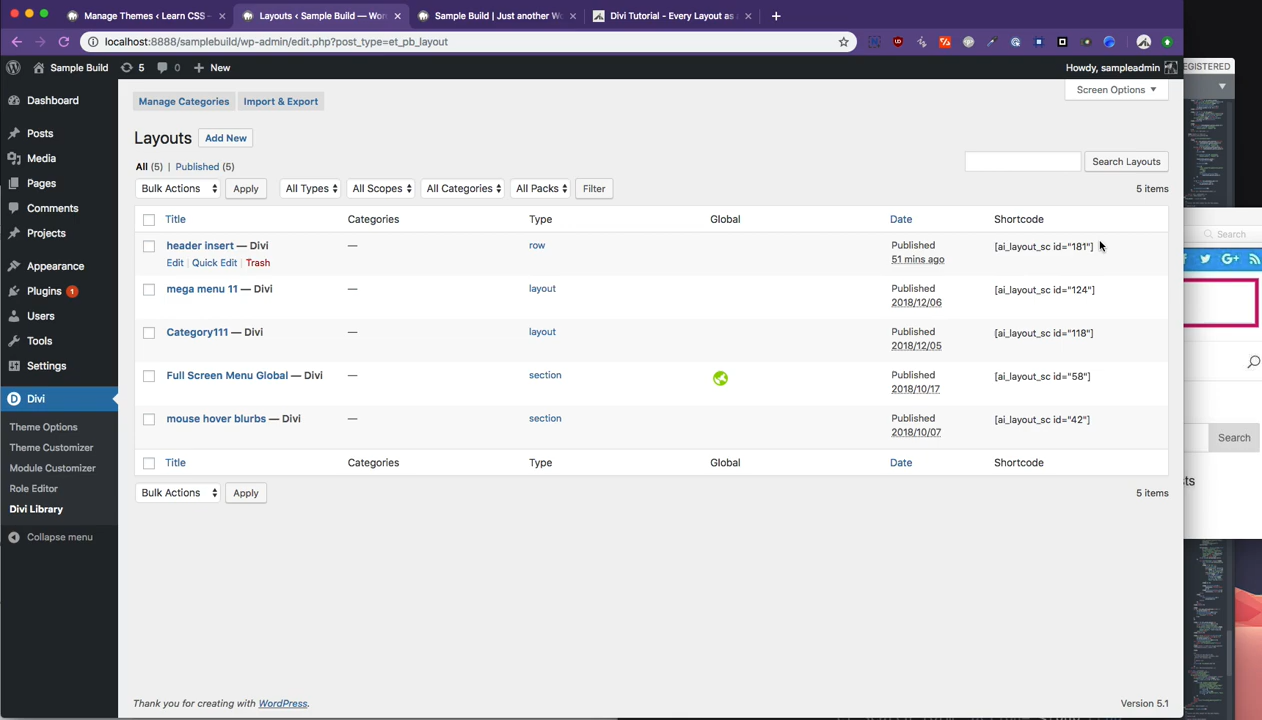 Manage Themes ‹ Learn CSS –
Layouts ‹ Sample Build — Wor
Sample Build | Just another W
Divi Tutorial - Every Layout as
localhost:8888/samplebuild/wp-admin/edit.php?post_type=et_pb_layout
Sample Build
5
0
New
Howdy, sampleadmin
Dashboard
Posts
Media
Pages
Comments
Projects
Appearance
Plugins 1
Users
Tools
Settings
Divi
Theme Options
Theme Customizer
Module Customizer
Role Editor
Divi Library
Collapse menu
Manage Categories
Import & Export
Screen Options
Layouts
Add New
All (5) | Published (5)
Search Layouts
Bulk Actions
Apply
All Types
All Scopes
All Categories
All Packs
Filter
5 items
Title Categories Type Global Date Shortcode
header insert — Divi — row Published [ai_layout_sc id="181"]
Edit | Quick Edit | Trash 51 mins ago
mega menu 11 — Divi — layout Published [ai_layout_sc id="124"]
2018/12/06
Category111 — Divi — layout Published [ai_layout_sc id="118"]
2018/12/05
Full Screen Menu Global — Divi — section Published [ai_layout_sc id="58"]
2018/10/17
mouse hover blurbs — Divi — section Published [ai_layout_sc id="42"]
2018/10/07
Title Categories Type Global Date Shortcode
Bulk Actions
Apply
5 items
Thank you for creating with WordPress.
Version 5.1
EGISTERED
Search
G+
Search
sts